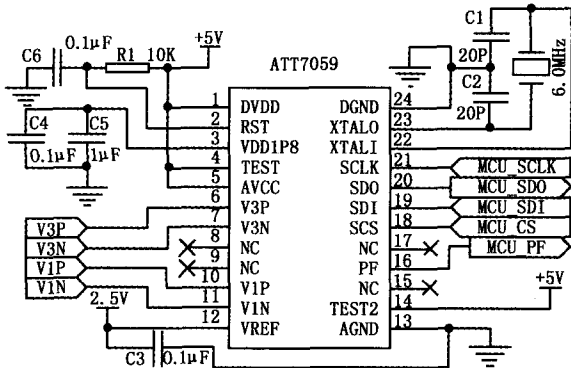 C1
C6
0.1μF
R1 10K
+5V
ATT7059
20P
C2
20P
6.0MHz
C4
0.1μF
C5
1μF
1 DVDD DGND 24
2 RST XTALO 23
3 VDD1P8 XTALI 22
4 TEST SCLK 21 MCU_SCLK
5 AVCC SDO 20 MCU_SDO
6 V3P SDI 19 MCU_SDI
7 V3N SCS 18 MCU_CS
8 NC NC 17
9 NC PF 16 MCU_PF
10 V1P NC 15
11 V1N TEST2 14
12 VREF AGND 13
V3P
V3N
V1P
V1N
+5V
2.5V
C3
0.1μF